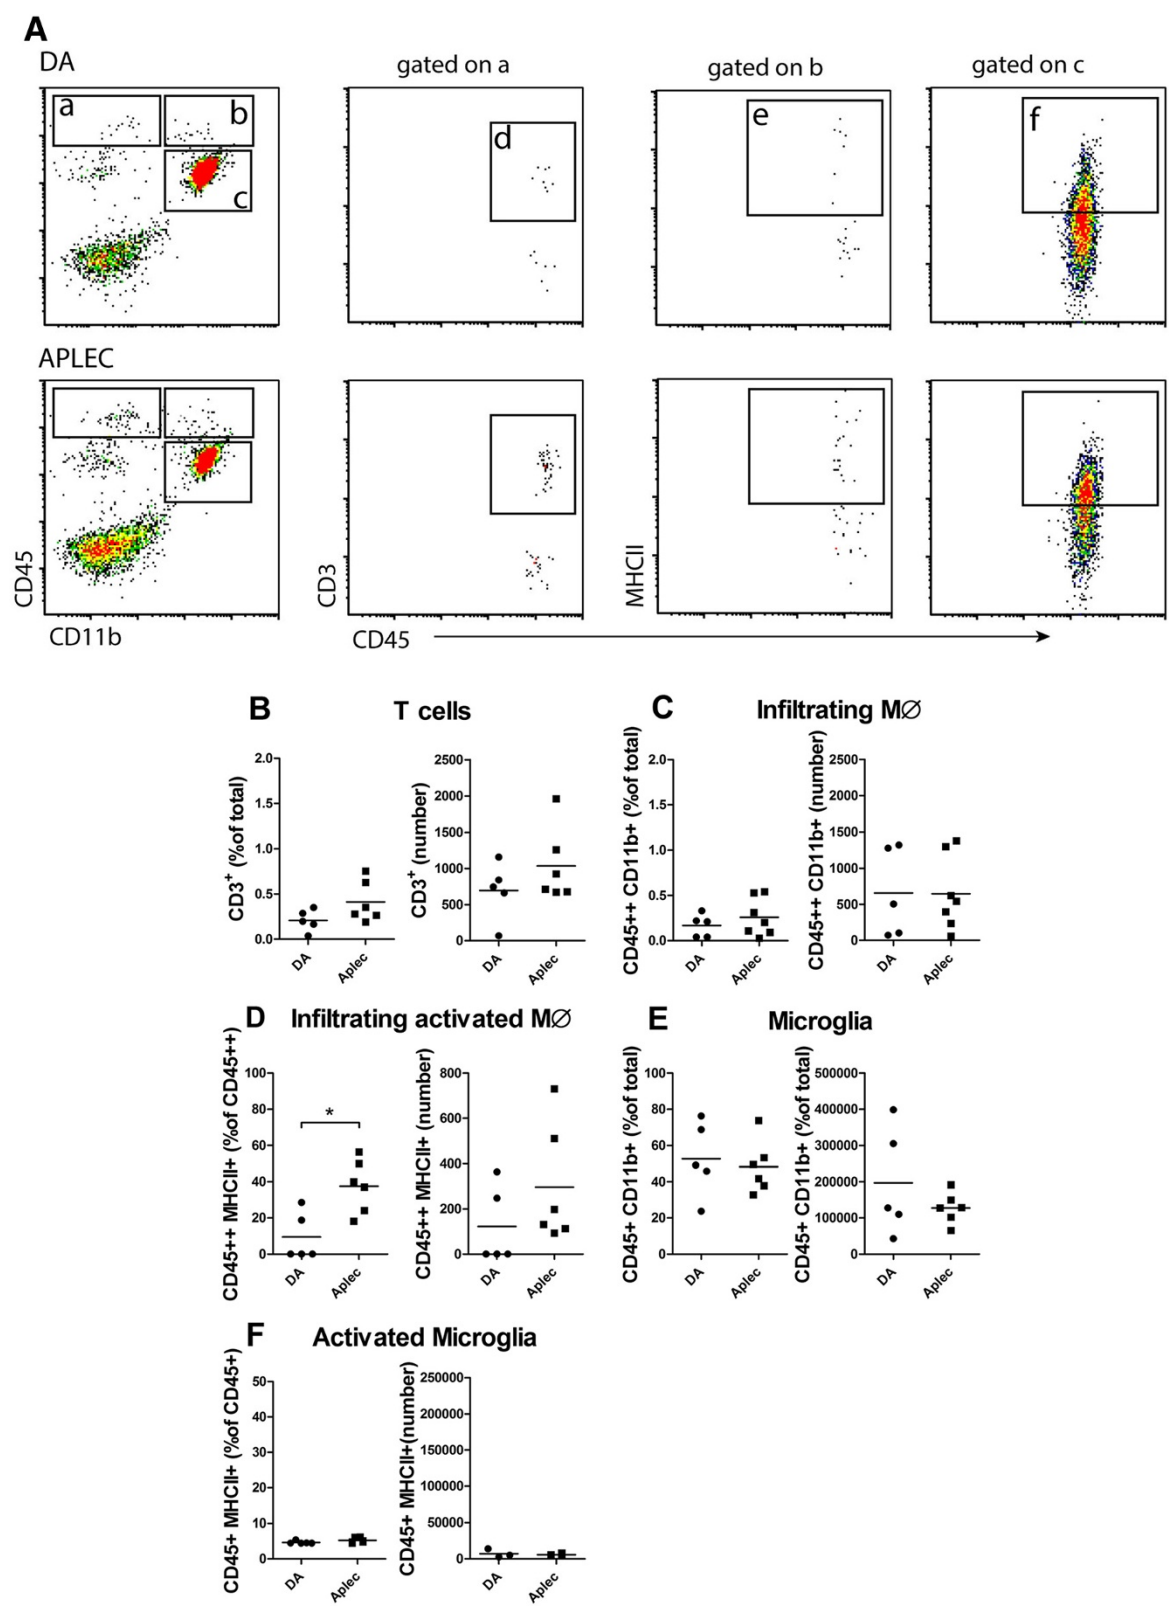 A
DA
gated on a
gated on b
gated on c
a
b
c
d
e
f
APLEC
CD45
CD3
MHCII
CD11b
CD45
B
T cells
C
Infiltrating M∅
CD3+ (%of total)
2.0
1.5
1.0
0.5
0.0
DA
Aplec
CD3+ (number)
2500
2000
1500
1000
500
0
DA
Aplec
CD45++ CD11b+ (%of total)
2.0
1.5
1.0
0.5
0.0
DA
Aplec
CD45++ CD11b+ (number)
2500
2000
1500
1000
500
0
DA
Aplec
D
Infiltrating activated M∅
E
Microglia
CD45++ MHCII+ (%of CD45++)
100
80
60
40
20
0
*
DA
Aplec
CD45++ MHCII+ (number)
800
600
400
200
0
DA
Aplec
CD45+ CD11b+ (%of total)
100
80
60
40
20
0
DA
Aplec
CD45+ CD11b+ (%of total)
500000
400000
300000
200000
100000
0
DA
Aplec
F
Activated Microglia
CD45+ MHCII+ (%of CD45+)
50
40
30
20
10
0
DA
Aplec
CD45+ MHCII+(number)
250000
200000
150000
100000
50000
0
DA
Aplec